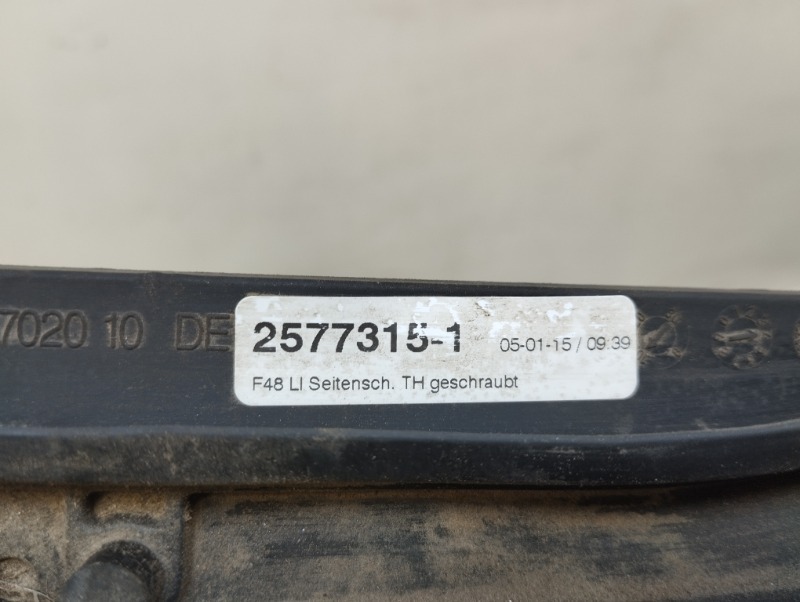 7020 10 DE
2577315-1 05-01-15 / 09:39
F48 LI Seitensch. TH geschraubt